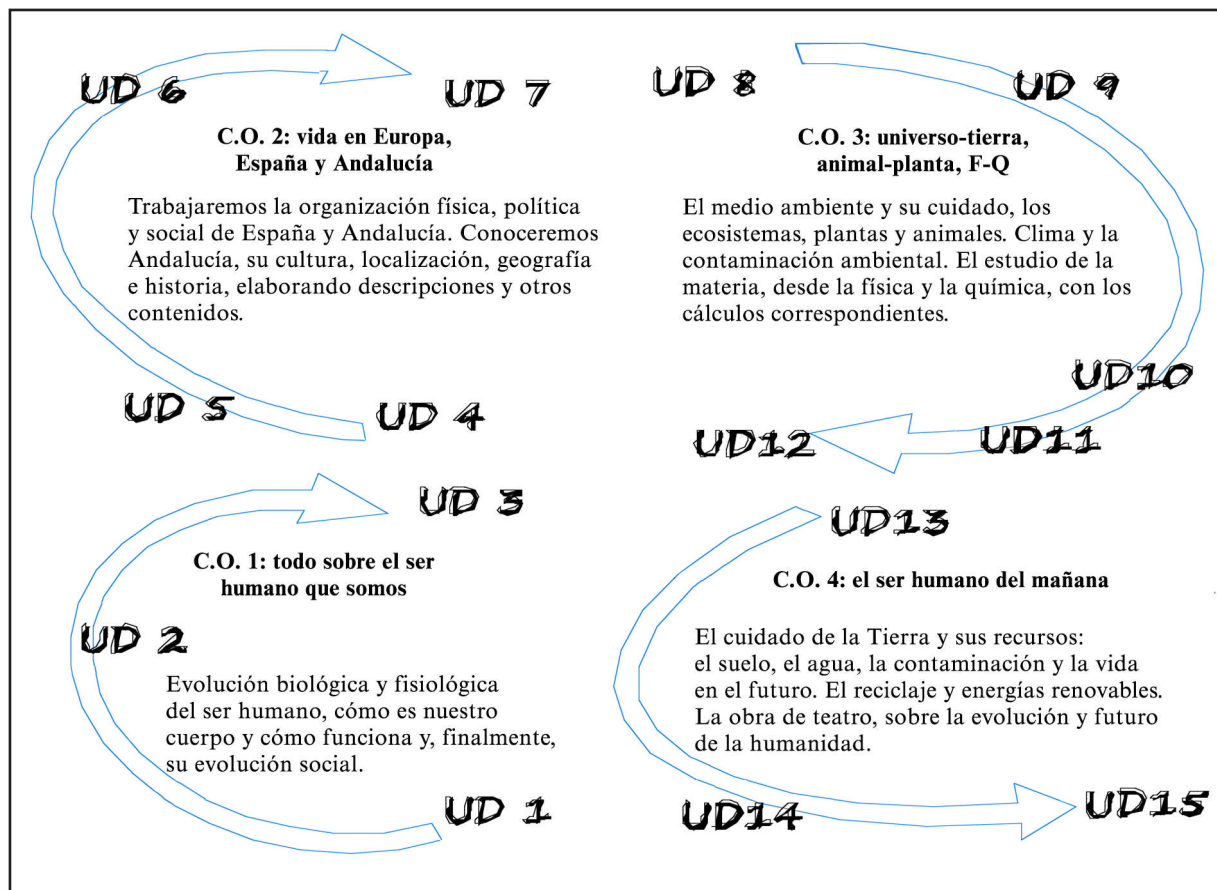 UD 6
UD 7
C.O. 2: vida en Europa,
España y Andalucía
Trabajaremos la organización física, política
y social de España y Andalucía. Conoceremos
Andalucía, su cultura, localización, geografía
e historia, elaborando descripciones y otros
contenidos.
UD 5
UD 4
UD 8
UD 9
C.O. 3: universo-tierra,
animal-planta, F-Q
El medio ambiente y su cuidado, los
ecosistemas, plantas y animales. Clima y la
contaminación ambiental. El estudio de la
materia, desde la física y la química, con los
cálculos correspondientes.
UD10
UD12
UD11
UD 3
C.O. 1: todo sobre el ser
humano que somos
UD 2
Evolución biológica y fisiológica
del ser humano, cómo es nuestro
cuerpo y cómo funciona y, finalmente,
su evolución social.
UD 1
UD13
C.O. 4: el ser humano del mañana
El cuidado de la Tierra y sus recursos:
el suelo, el agua, la contaminación y la vida
en el futuro. El reciclaje y energías renovables.
La obra de teatro, sobre la evolución y futuro
de la humanidad.
UD14
UD15